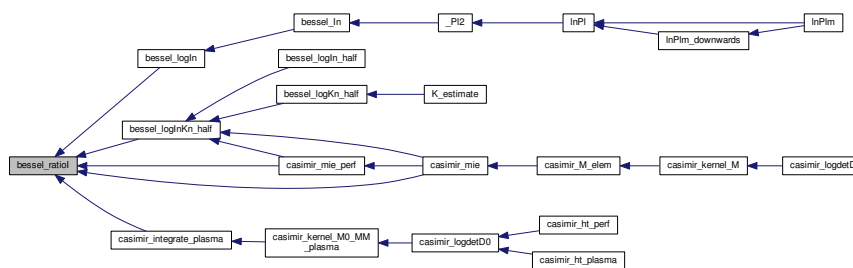 bessel_In
_PI2
lnPl
lnPlm
lnPlm_downwards
bessel_logIn
bessel_logIn_half
bessel_logKn_half
K_estimate
bessel_logInKn_half
bessel_ratioI
casimir_mie_perf
casimir_mie
casimir_M_elem
casimir_kernel_M
casimir_logdetD
casimir_integrate_plasma
casimir_kernel_M0_MM
_plasma
casimir_logdetD0
casimir_ht_perf
casimir_ht_plasma